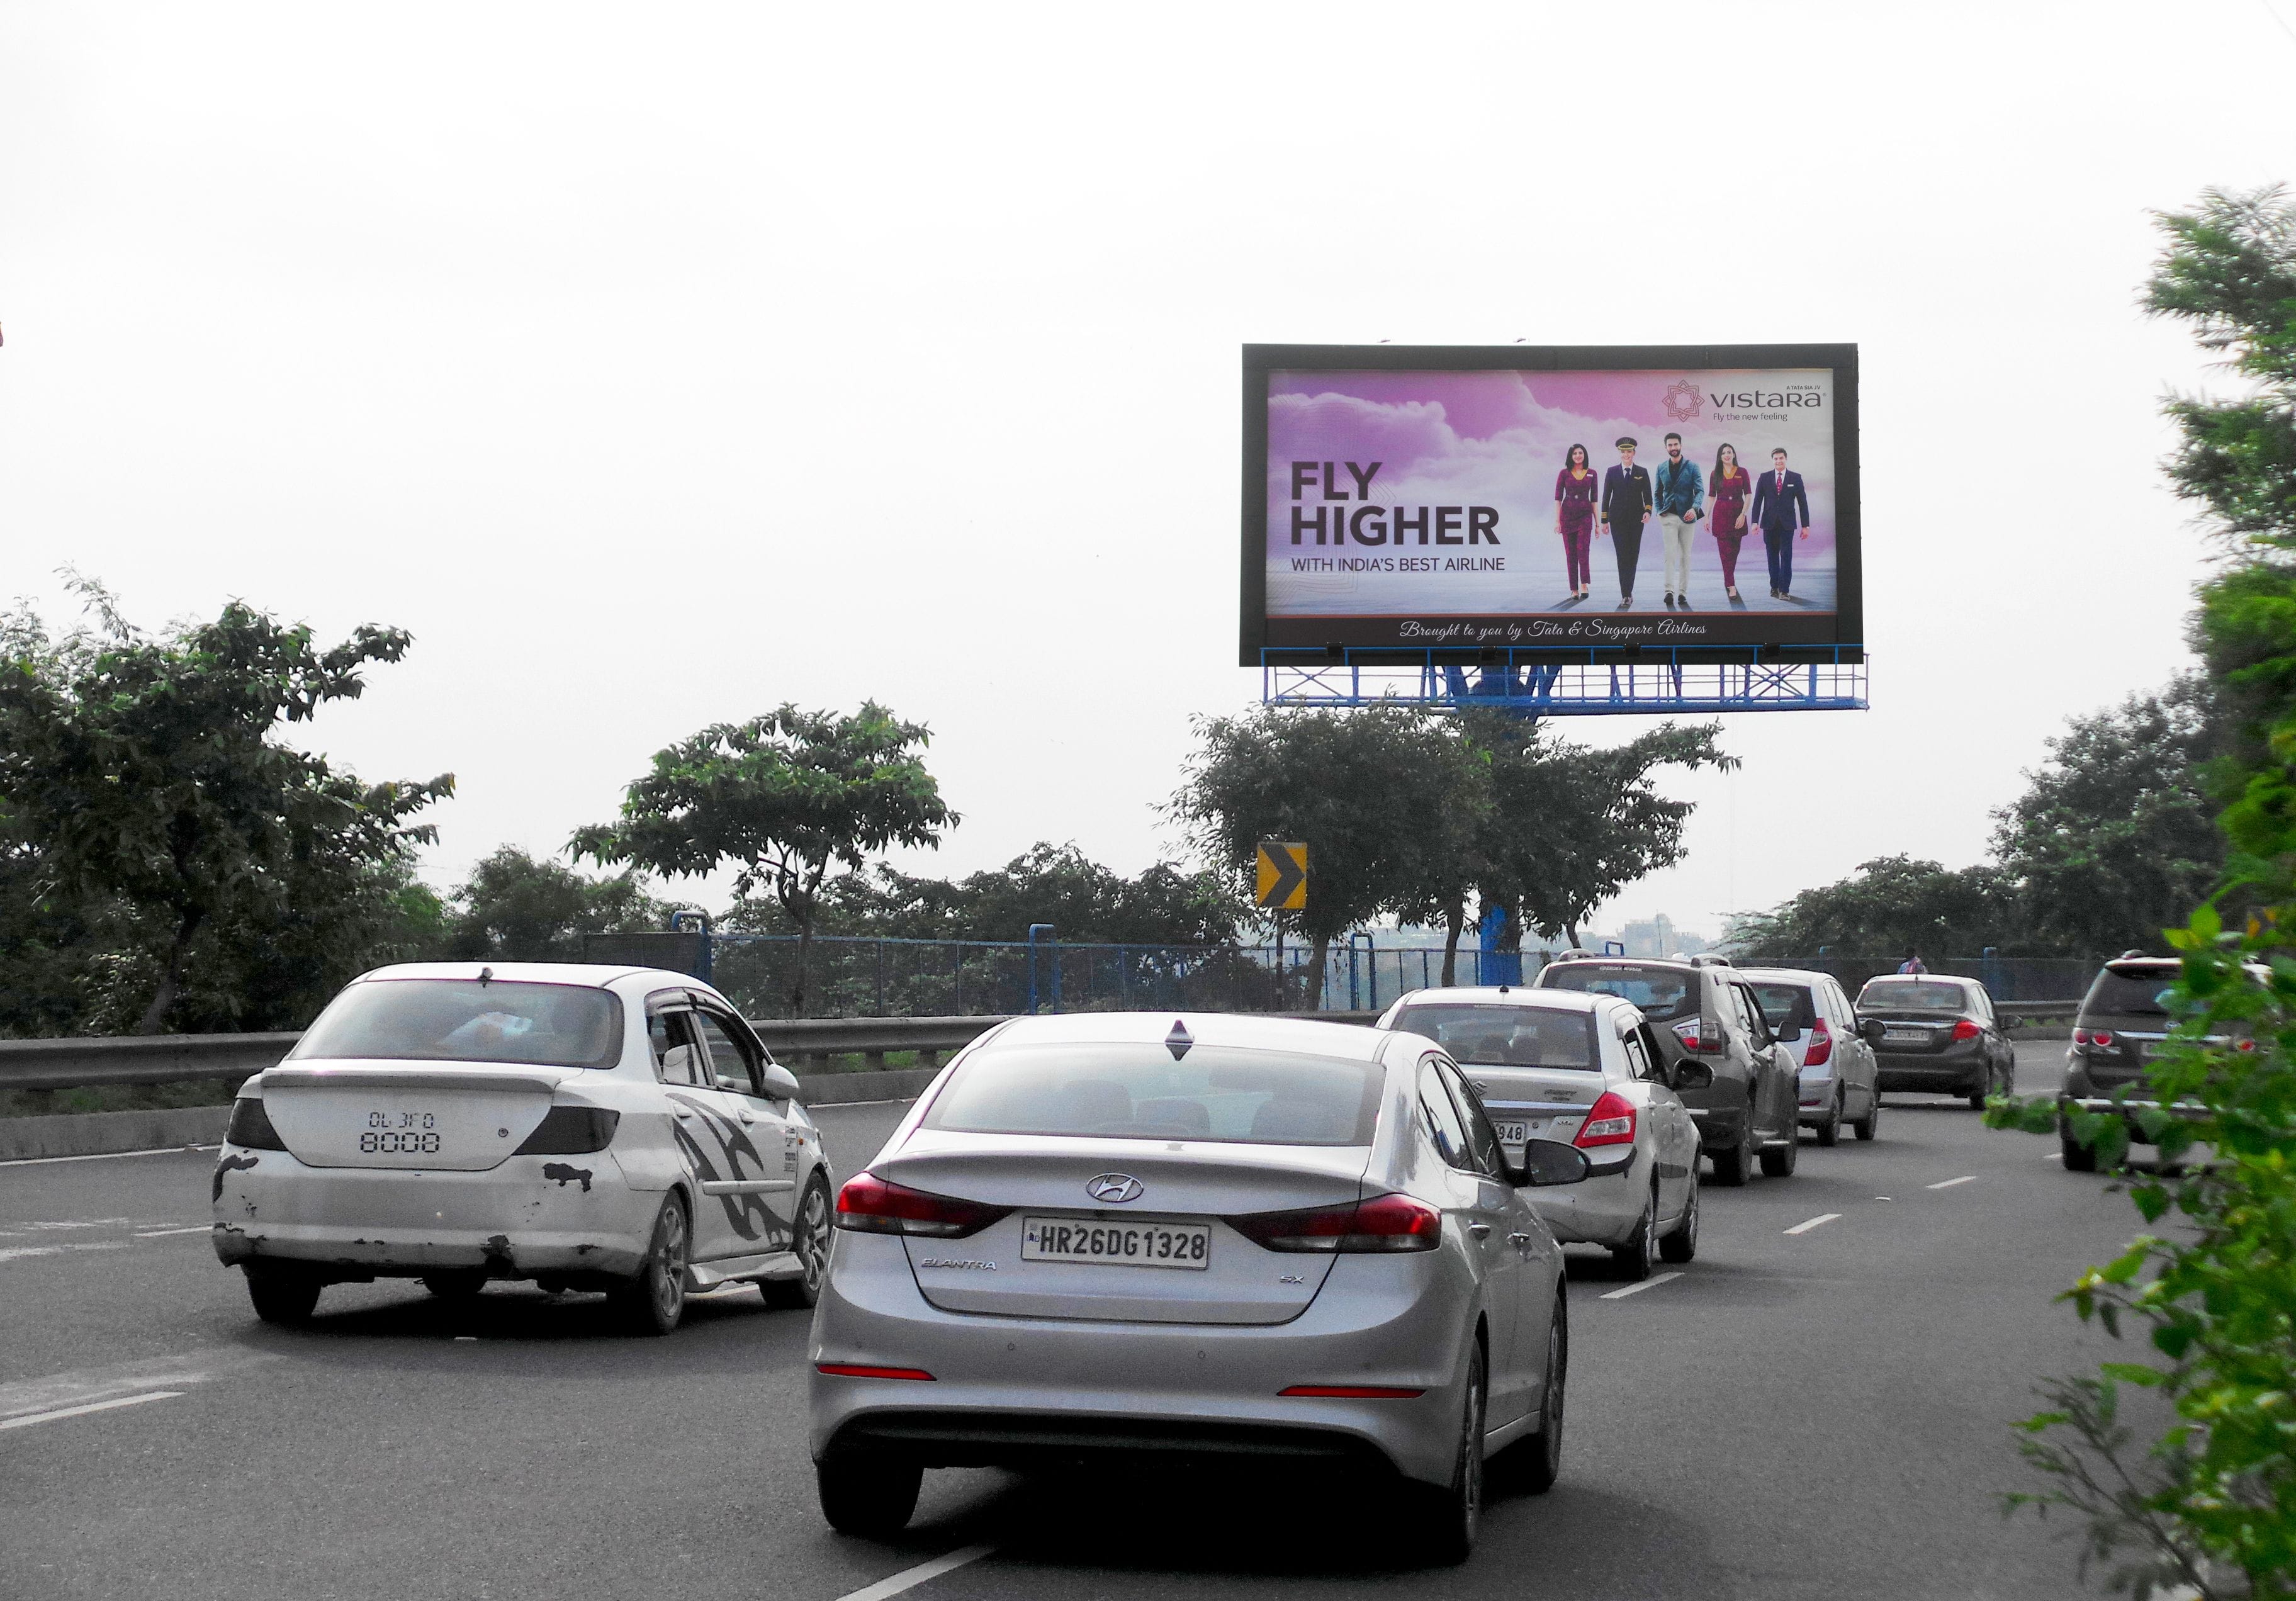 A TATA SIA JV
VISTARA
Fly the new feeling
FLY
HIGHER
WITH INDIA'S BEST AIRLINE
Brought to you by Tata & Singapore Airlines
DL 3FQ
8008
HR26DG1328
ELANTRA
SX
948